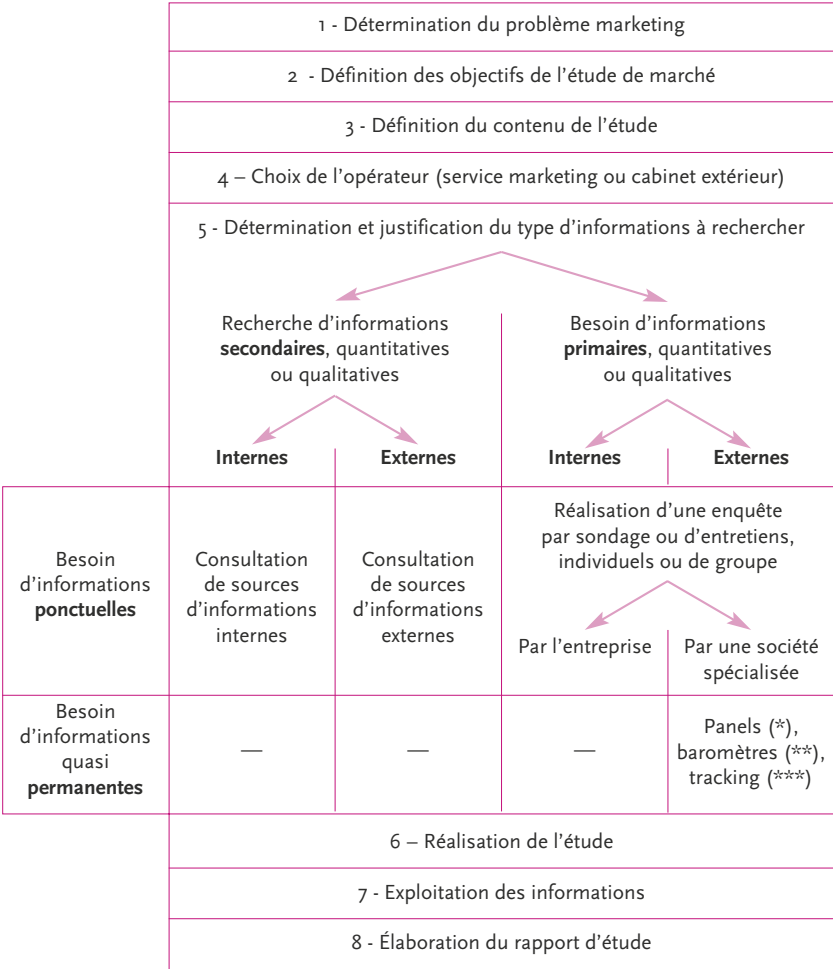 1 - Détermination du problème marketing
2 - Définition des objectifs de l'étude de marché
3 - Définition du contenu de l'étude
4 – Choix de l'opérateur (service marketing ou cabinet extérieur)
5 - Détermination et justification du type d'informations à rechercher
Recherche d'informations
secondaires, quantitatives
ou qualitatives
Besoin d'informations
primaires, quantitatives
ou qualitatives
Internes
Externes
Internes
Externes
Besoin
d'informations
ponctuelles
Consultation
de sources
d'informations
internes
Consultation
de sources
d'informations
externes
Réalisation d'une enquête
par sondage ou d'entretiens,
individuels ou de groupe
Par l'entreprise
Par une société
spécialisée
Besoin
d'informations
quasi
permanentes
—
—
—
Panels (*),
baromètres (**),
tracking (***)
6 – Réalisation de l'étude
7 - Exploitation des informations
8 - Élaboration du rapport d'étude